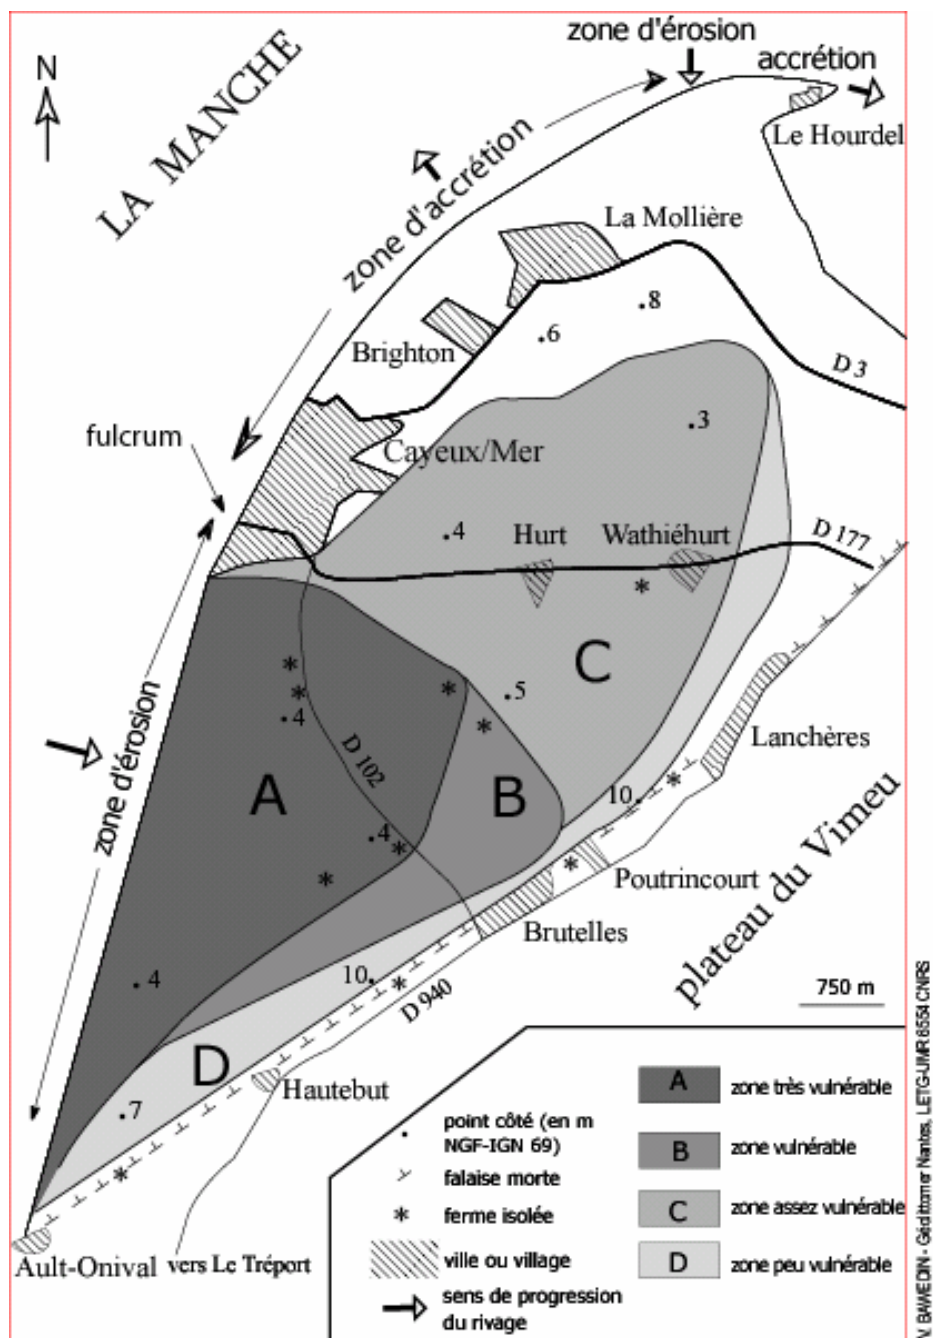 zone d'érosion
accrétion
N
LA MANCHE
Le Hourdel
zone d'accrétion
La Mollière
.8
.6
Brighton
D 3
fulcrum
.3
Cayeux/Mer
.4
Hurt
Wathiéhurt
D 177
C
.5
.4
zone d'érosion
Lanchères
D 102
A
B
10
.4
plateau du Vimeu
Poutrincourt
Brutelles
.4
10.
D 940
750 m
D
Hautebut
.7
Ault-Onival
vers Le Tréport
point côté (en m
NGF-IGN 69)
falaise morte
ferme isolée
ville ou village
sens de progression
du rivage
A
zone très vulnérable
B
zone vulnérable
C
zone assez vulnérable
D
zone peu vulnérable
V. BAWEDIN - Géolittomer Nantes, LETG-UMR 6554 CNRS